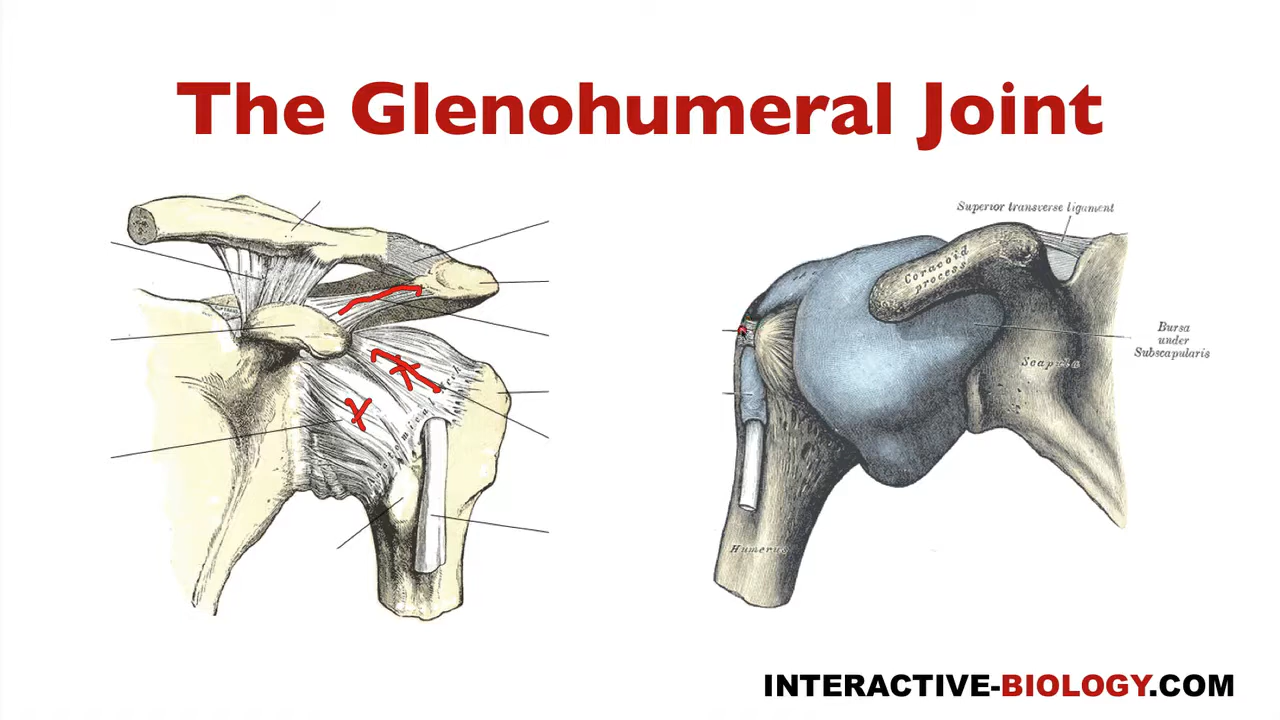 The Glenohumeral Joint
Superior transverse ligament
Coracoid
process
Bursa
under
Subscapularis
Scapula
Humerus
INTERACTIVE-BIOLOGY.COM